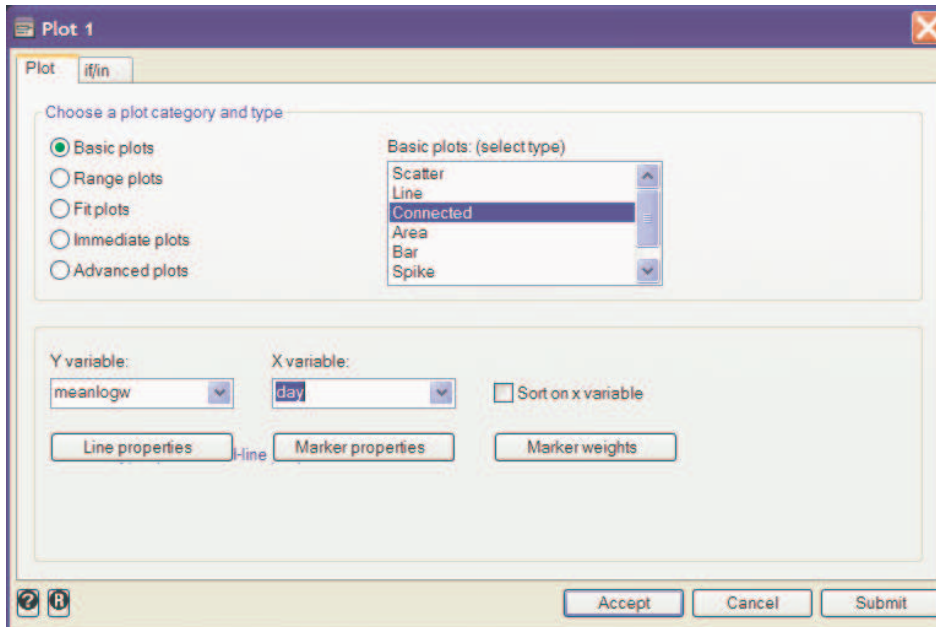 Plot 1
Plot if/in
Choose a plot category and type
Basic plots
Range plots
Fit plots
Immediate plots
Advanced plots
Basic plots: (select type)
Scatter
Line
Connected
Area
Bar
Spike
Y variable:
X variable:
meanlogw
day
Sort on x variable
Line properties
Marker properties
Marker weights
? R
Accept
Cancel
Submit